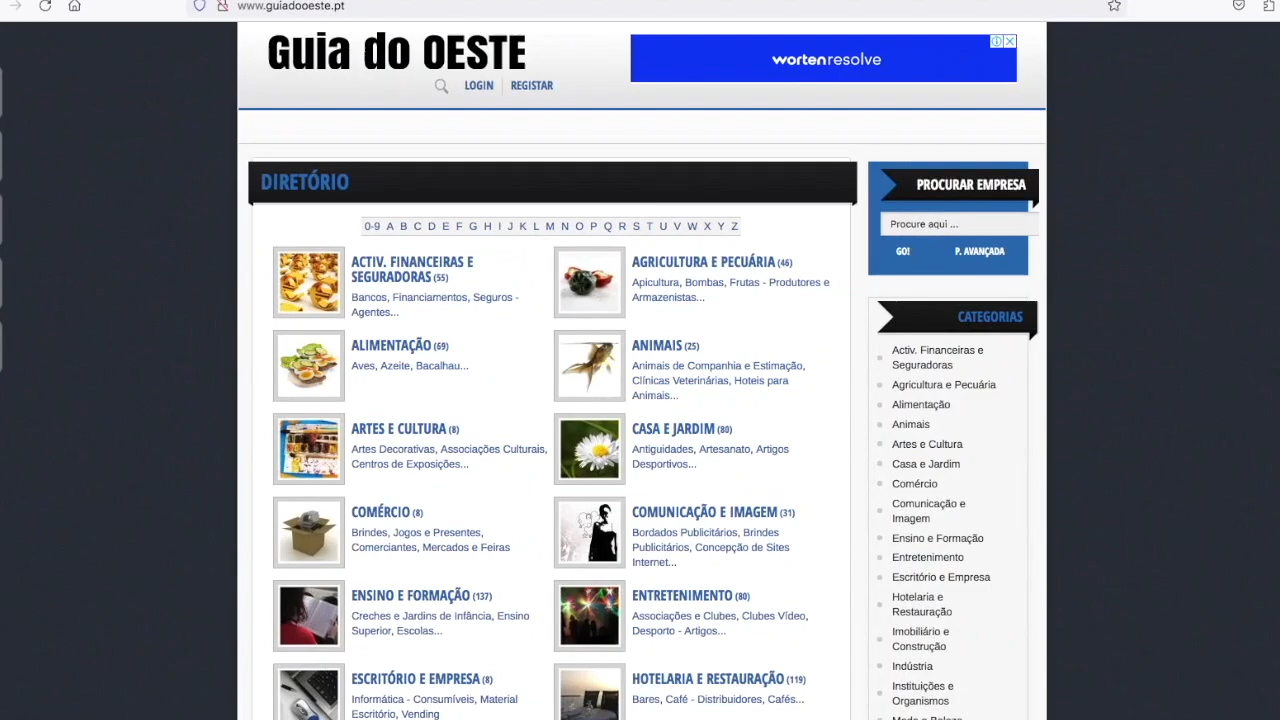 www.guiadooeste.pt
Guia do OESTE
wortenresolve
LOGIN
REGISTAR
DIRETÓRIO
0-9 A B C D E F G H I J K L M N O P Q R S T U V W X Y Z
ACTIV. FINANCEIRAS E
SEGURADORAS (55)
Bancos, Financiamentos, Seguros -
Agentes...
AGRICULTURA E PECUÁRIA (46)
Apicultura, Bombas, Frutas - Produtores e
Armazenistas...
ALIMENTAÇÃO (69)
Aves, Azeite, Bacalhau...
ANIMAIS (25)
Animais de Companhia e Estimação,
Clínicas Veterinárias, Hoteis para
Animais...
ARTES E CULTURA (8)
Artes Decorativas, Associações Culturais,
Centros de Exposições...
CASA E JARDIM (80)
Antiguidades, Artesanato, Artigos
Desportivos...
COMÉRCIO (8)
Brindes, Jogos e Presentes,
Comerciantes, Mercados e Feiras
COMUNICAÇÃO E IMAGEM (31)
Bordados Publicitários, Brindes
Publicitários, Concepção de Sites
Internet...
ENSINO E FORMAÇÃO (137)
Creches e Jardins de Infância, Ensino
Superior, Escolas...
ENTRETENIMENTO (80)
Associações e Clubes, Clubes Vídeo,
Desporto - Artigos...
ESCRITÓRIO E EMPRESA (8)
Informática - Consumíveis, Material
Escritório, Vending
HOTELARIA E RESTAURAÇÃO (119)
Bares, Café - Distribuidores, Cafés...
PROCURAR EMPRESA
Procure aqui ...
GO!
P. AVANÇADA
CATEGORIAS
Activ. Financeiras e
Seguradoras
Agricultura e Pecuária
Alimentação
Animais
Artes e Cultura
Casa e Jardim
Comércio
Comunicação e
Imagem
Ensino e Formação
Entretenimento
Escritório e Empresa
Hotelaria e
Restauração
Imobiliário e
Construção
Indústria
Instituições e
Organismos
Moda e Beleza